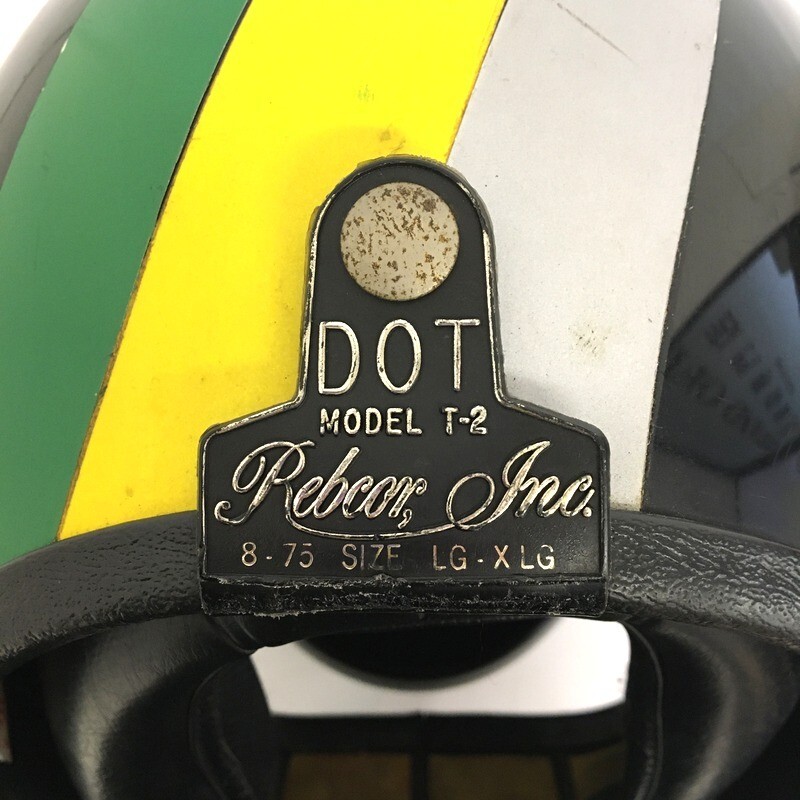 DOT
MODEL T-2
Rebcor, Inc.
8-75 SIZE LG-XLG